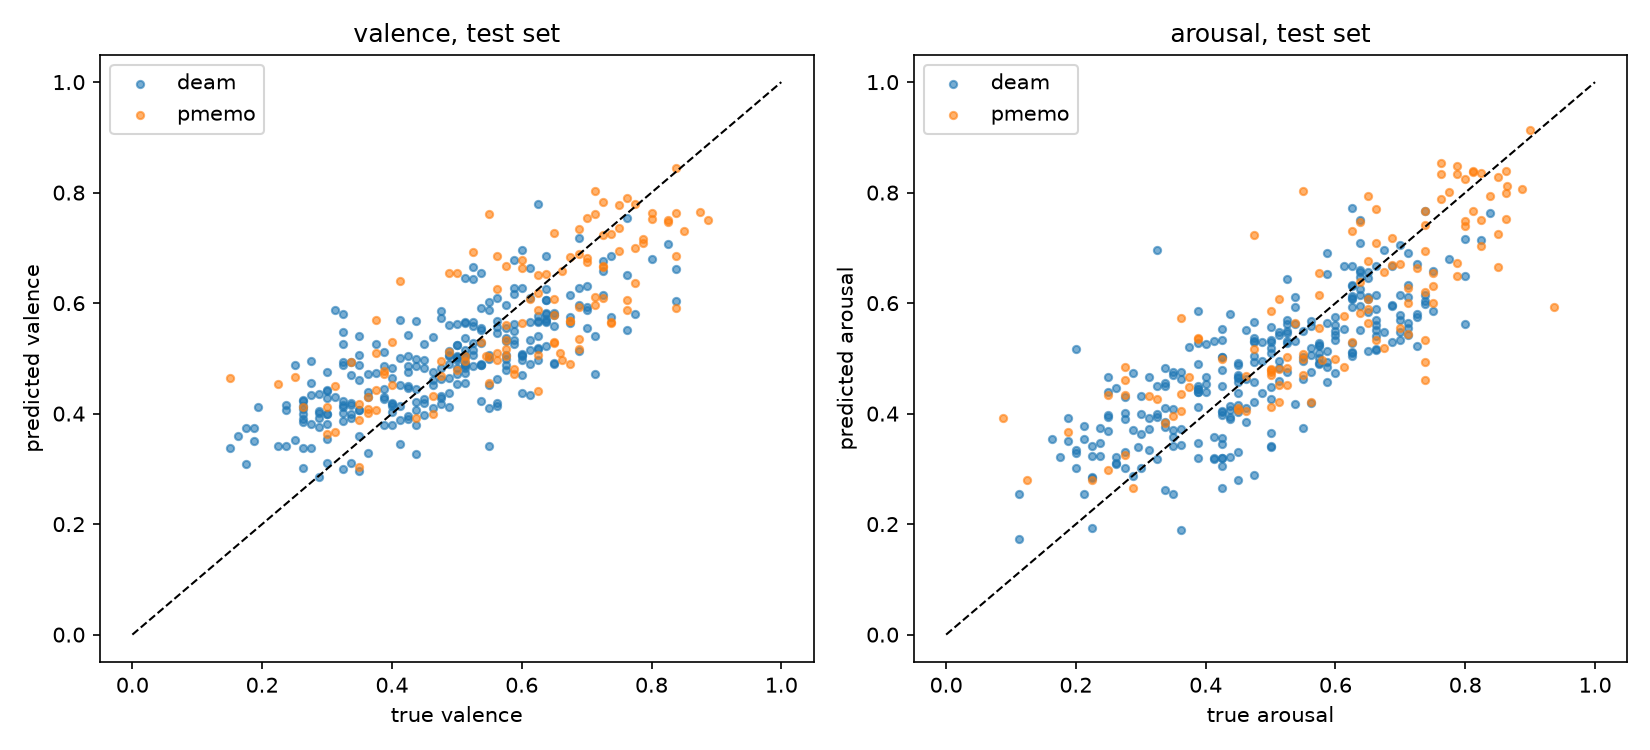 valence, test set
deam
pmemo
predicted valence
1.0
0.8
0.6
0.4
0.2
0.0
0.0 0.2 0.4 0.6 0.8 1.0
true valence
arousal, test set
deam
pmemo
predicted arousal
1.0
0.8
0.6
0.4
0.2
0.0
0.0 0.2 0.4 0.6 0.8 1.0
true arousal